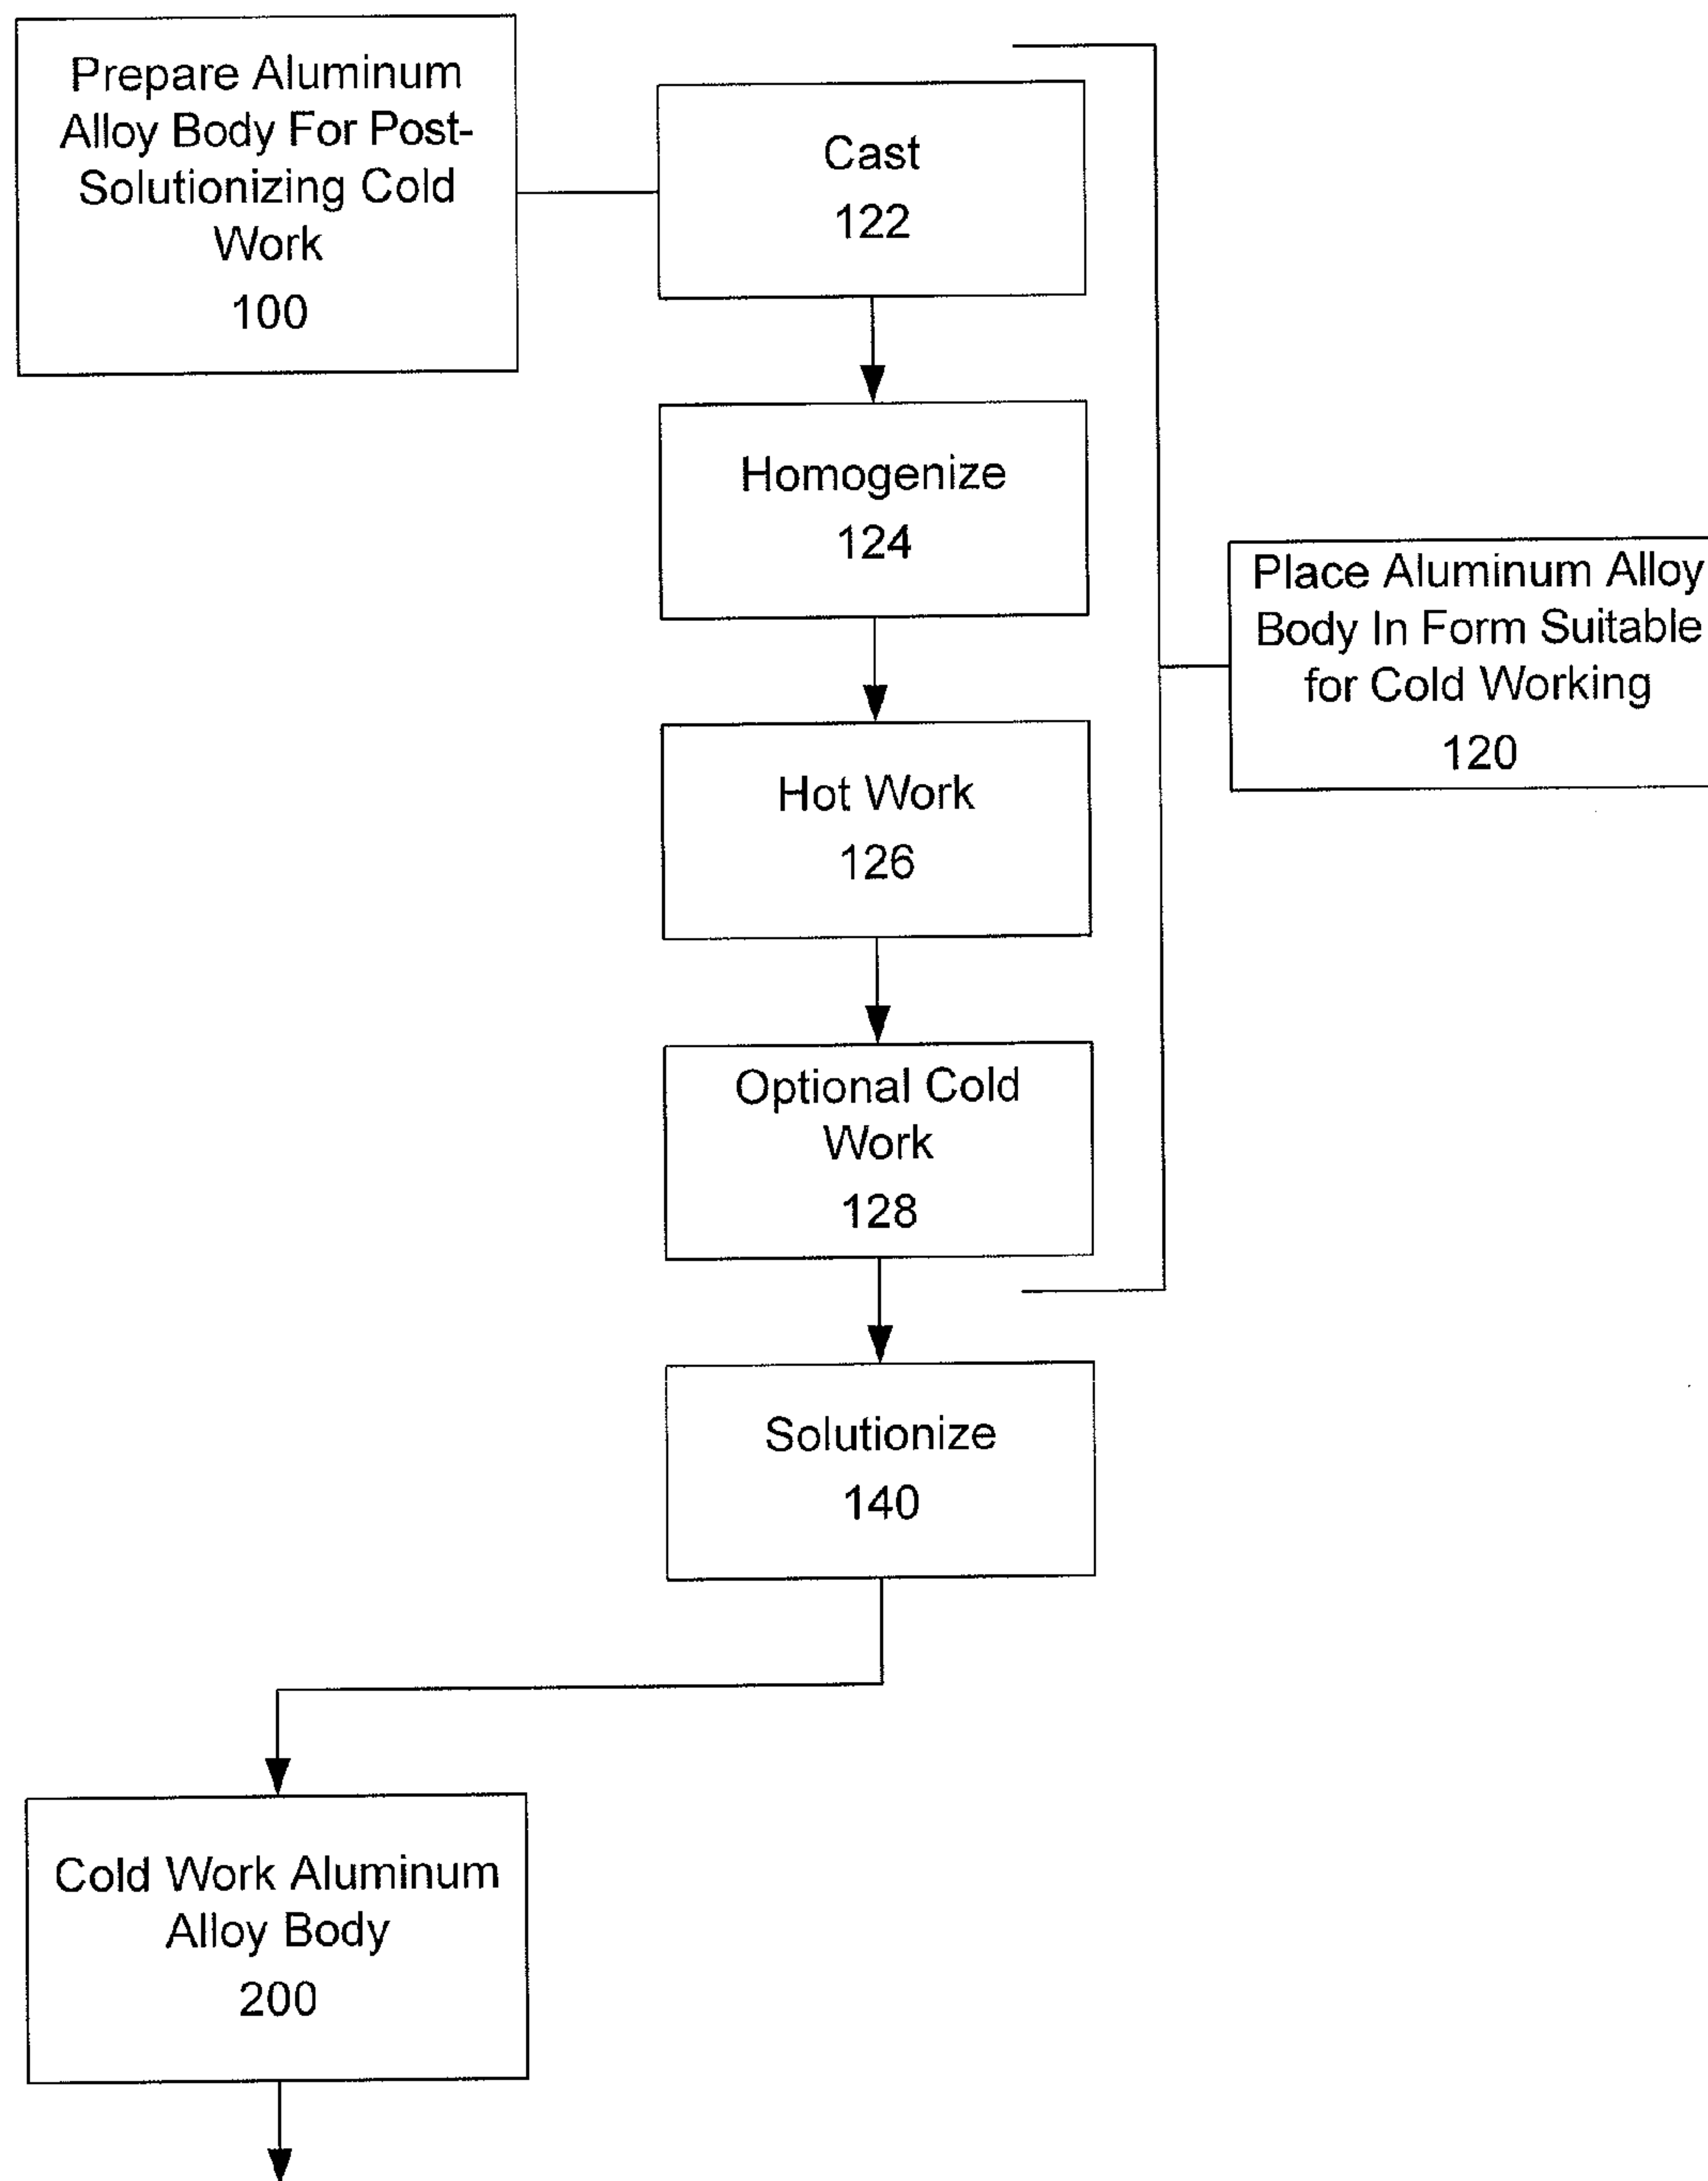 Prepare Aluminum
Alloy Body For Post-
Solutionizing Cold
Work
100
Cast
122
Homogenize
124
Hot Work
126
Optional Cold
Work
128
Place Aluminum Alloy
Body In Form Suitable
for Cold Working
120
Solutionize
140
Cold Work Aluminum
Alloy Body
200